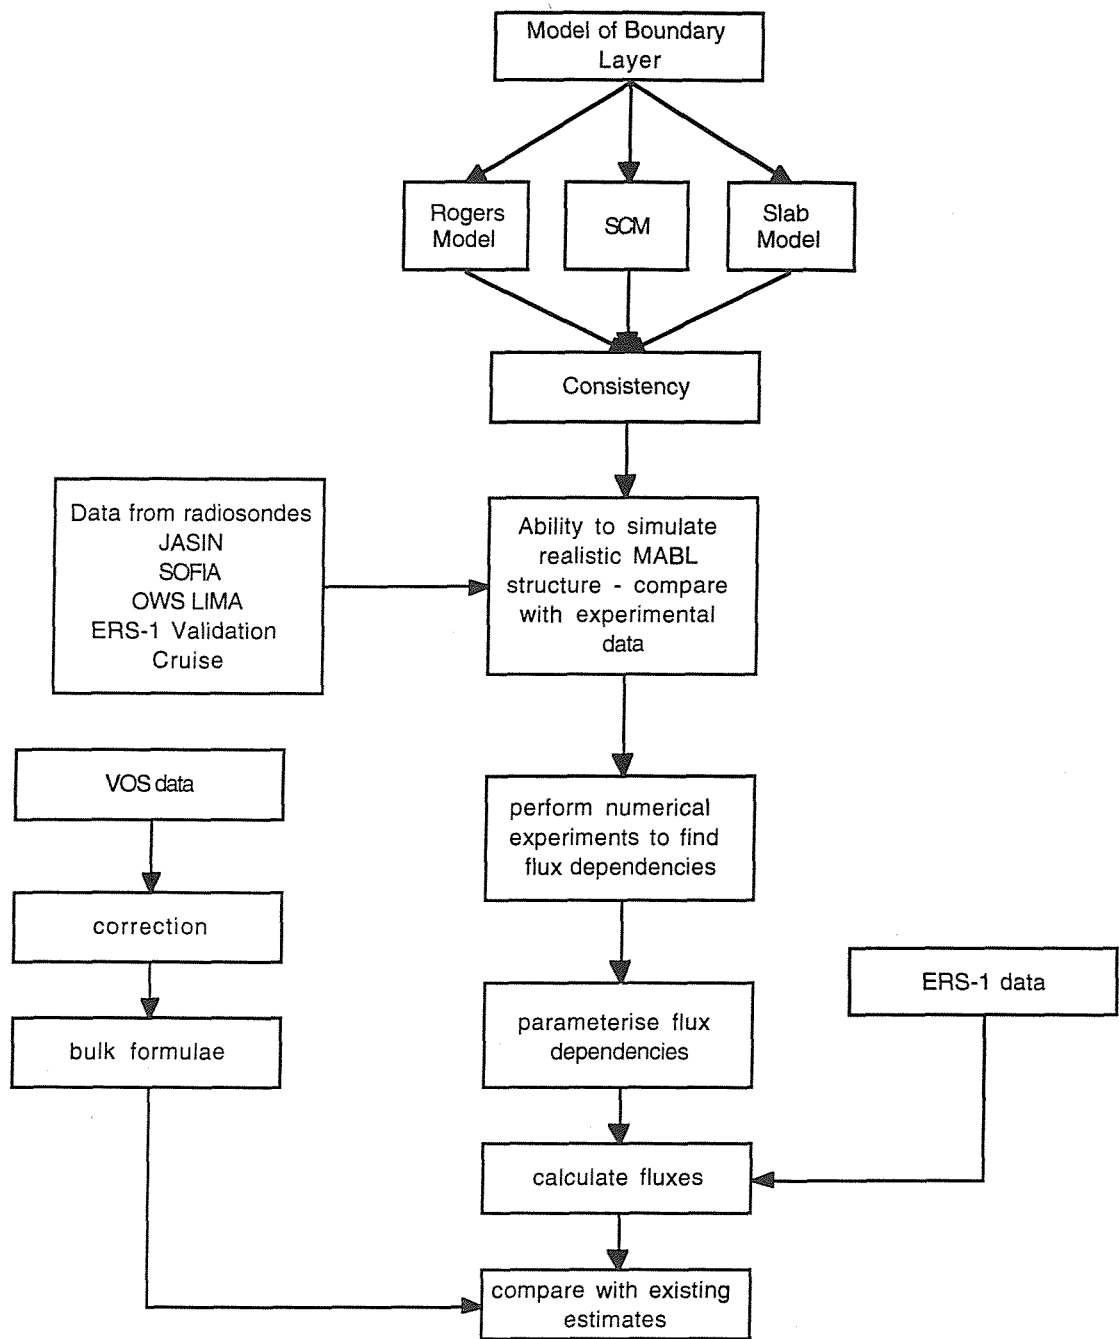 Model of Boundary
Layer
Rogers
Model
SCM
Slab
Model
Consistency
Data from radiosondes
JASIN
SOFIA
OWS LIMA
ERS-1 Validation
Cruise
Ability to simulate
realistic MABL
structure - compare
with experimental
data
VOS data
perform numerical
experiments to find
flux dependencies
correction
ERS-1 data
bulk formulae
parameterise flux
dependencies
calculate fluxes
compare with existing
estimates